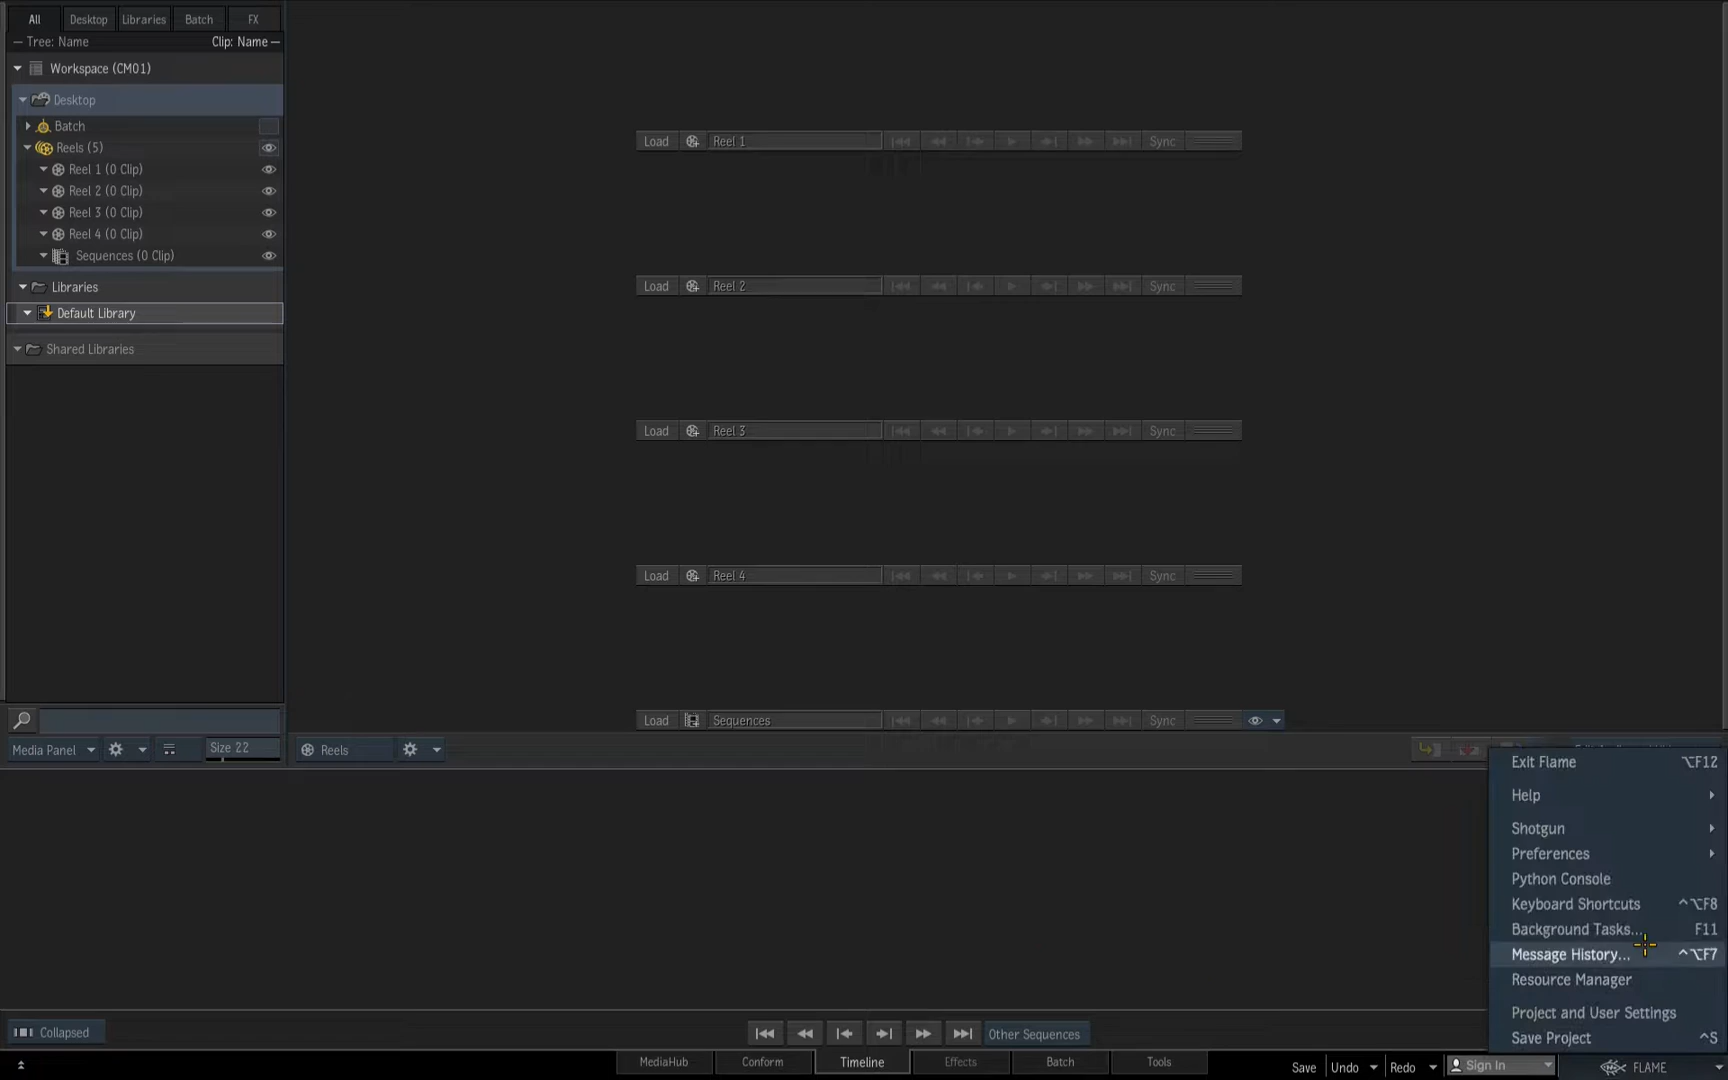 All Desktop Libraries Batch FX
Tree: Name Clip: Name
Workspace (CM01)
Desktop
Batch
Reels (5)
Reel 1 (0 Clip)
Reel 2 (0 Clip)
Reel 3 (0 Clip)
Reel 4 (0 Clip)
Sequences (0 Clip)
Libraries
Default Library
Shared Libraries
Load Reel 1 Sync
Load Reel 2 Sync
Load Reel 3 Sync
Load Reel 4 Sync
Load Sequences Sync
Media Panel Size 22 Reels
Exit Flame ⌥F12
Help
Shotgun
Preferences
Python Console
Keyboard Shortcuts ^⌥F8
Background Tasks... F11
Message History... ^⌥F7
Resource Manager
Project and User Settings
Save Project ^S
Collapsed Other Sequences
MediaHub Conform Timeline Effects Batch Tools Save Undo Redo Sign In FLAME